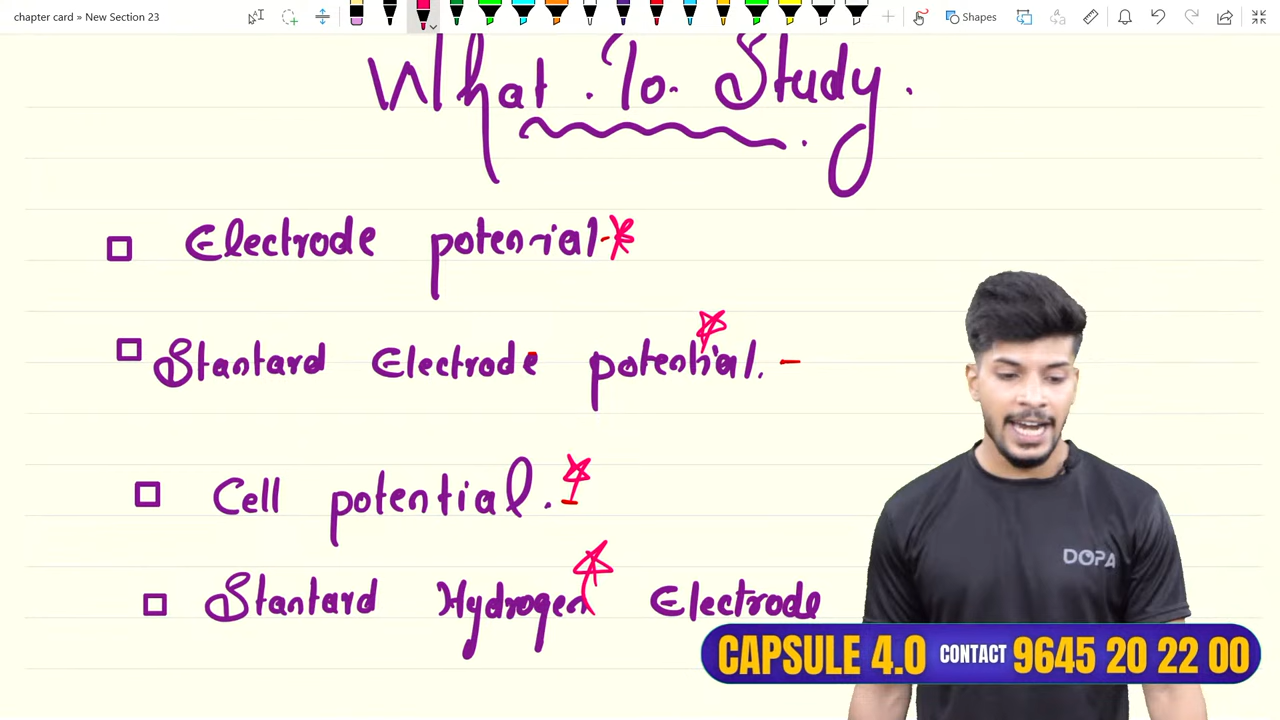 chapter card » New Section 23
Shapes
What To Study.
Electrode potential
Stantard Electrode potential.
Cell potential.
Stantard Hydrogen Electrode
DOPA
CAPSULE 4.0 CONTACT 9645 20 22 00